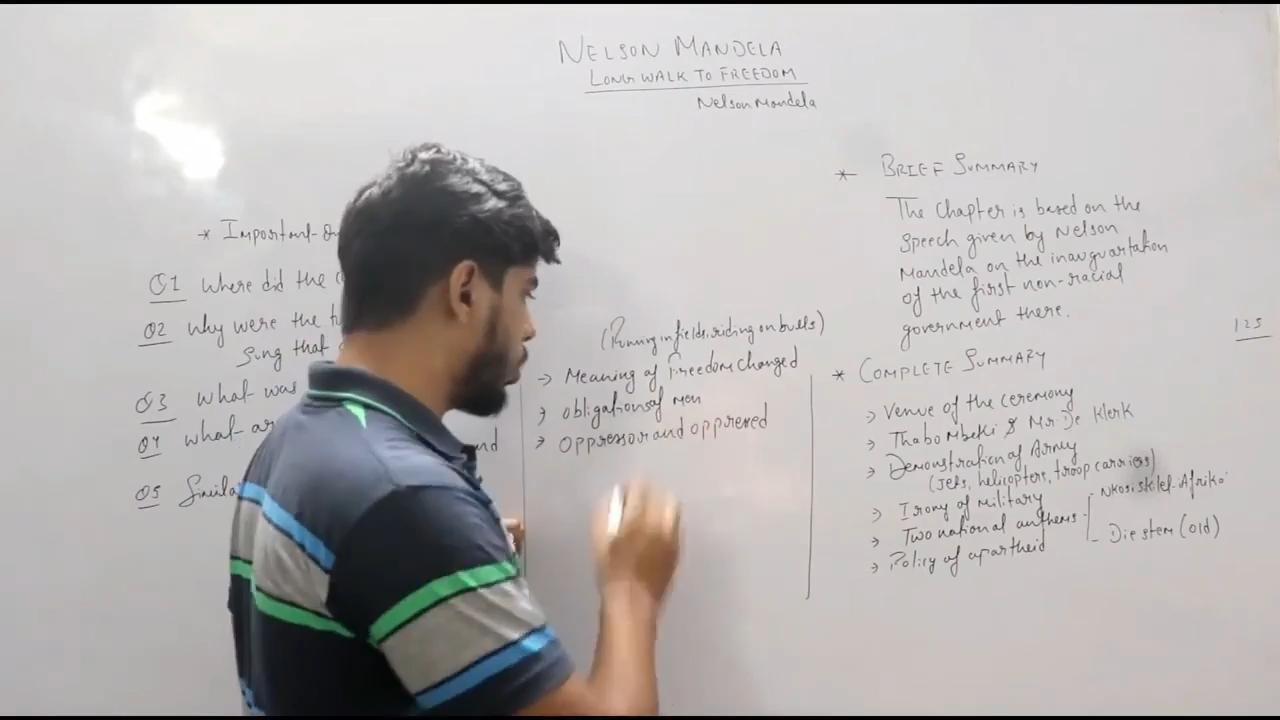 NELSON MANDELA
LONG WALK TO FREEDOM
Nelson Mandela
* Important
Q1 where did the
Q2 why were the
sing that
Q3 what was
Q4 what are
and
Q5
(Running in fields, riding on bulls)
→ Meaning of freedom changed
→ obligations of men
→ oppressor and oppressed
* BRIEF SUMMARY
The Chapter is based on the
speech given by Nelson
Mandela on the inauguartation
of the first non-racial
government there.
125
* COMPLETE SUMMARY
→ Venue of the ceremony
→ Thabo Mbeki & Mr. De Klerk
→ Demonstration of Army
(Jets, helicopters, troop carriers)
→ Irony of military
→ Two national anthems
Nkosi Sikelel-Afrika
Die stem (old)
→ Policy of apartheid